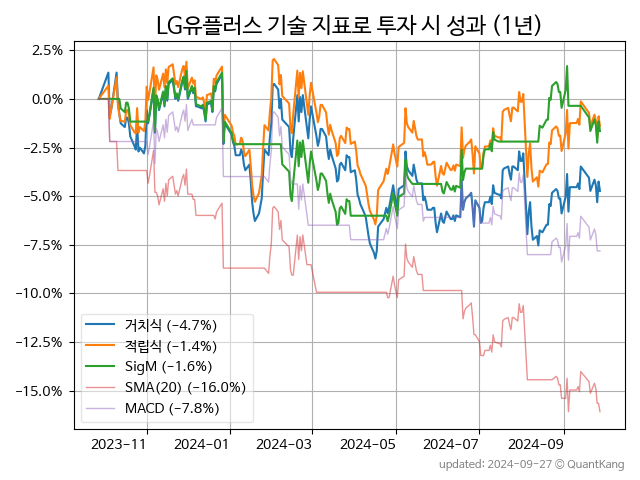 LG유플러스 기술 지표로 투자 시 성과 (1년)
2.5%
0.0%
−2.5%
−5.0%
−7.5%
−10.0%
−12.5%
−15.0%
거치식 (−4.7%)
적립식 (−1.4%)
SigM (−1.6%)
SMA(20) (−16.0%)
MACD (−7.8%)
2023-11 2024-01 2024-03 2024-05 2024-07 2024-09
updated: 2024-09-27 © QuantKang